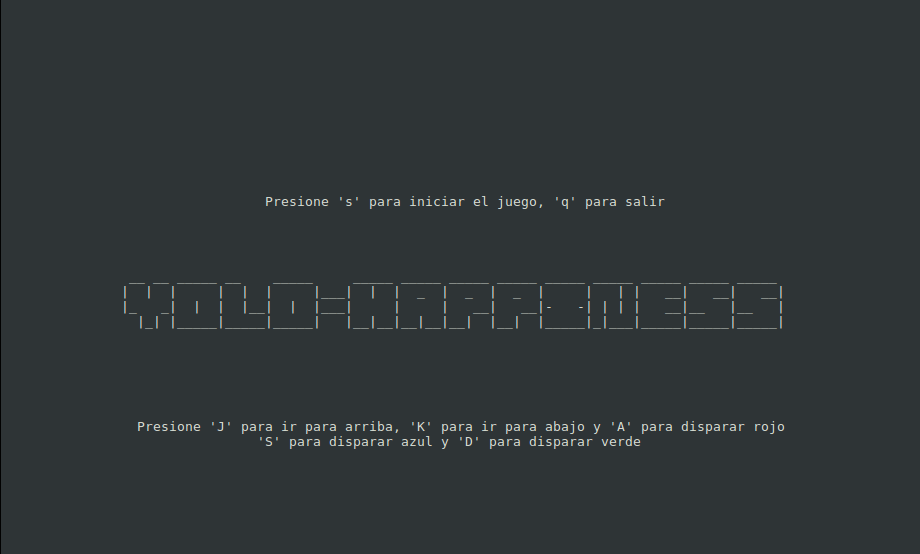 Presione 's' para iniciar el juego, 'q' para salir
YOLO-HAPPINESS
Presione 'J' para ir para arriba, 'K' para ir para abajo y 'A' para disparar rojo
'S' para disparar azul y 'D' para disparar verde